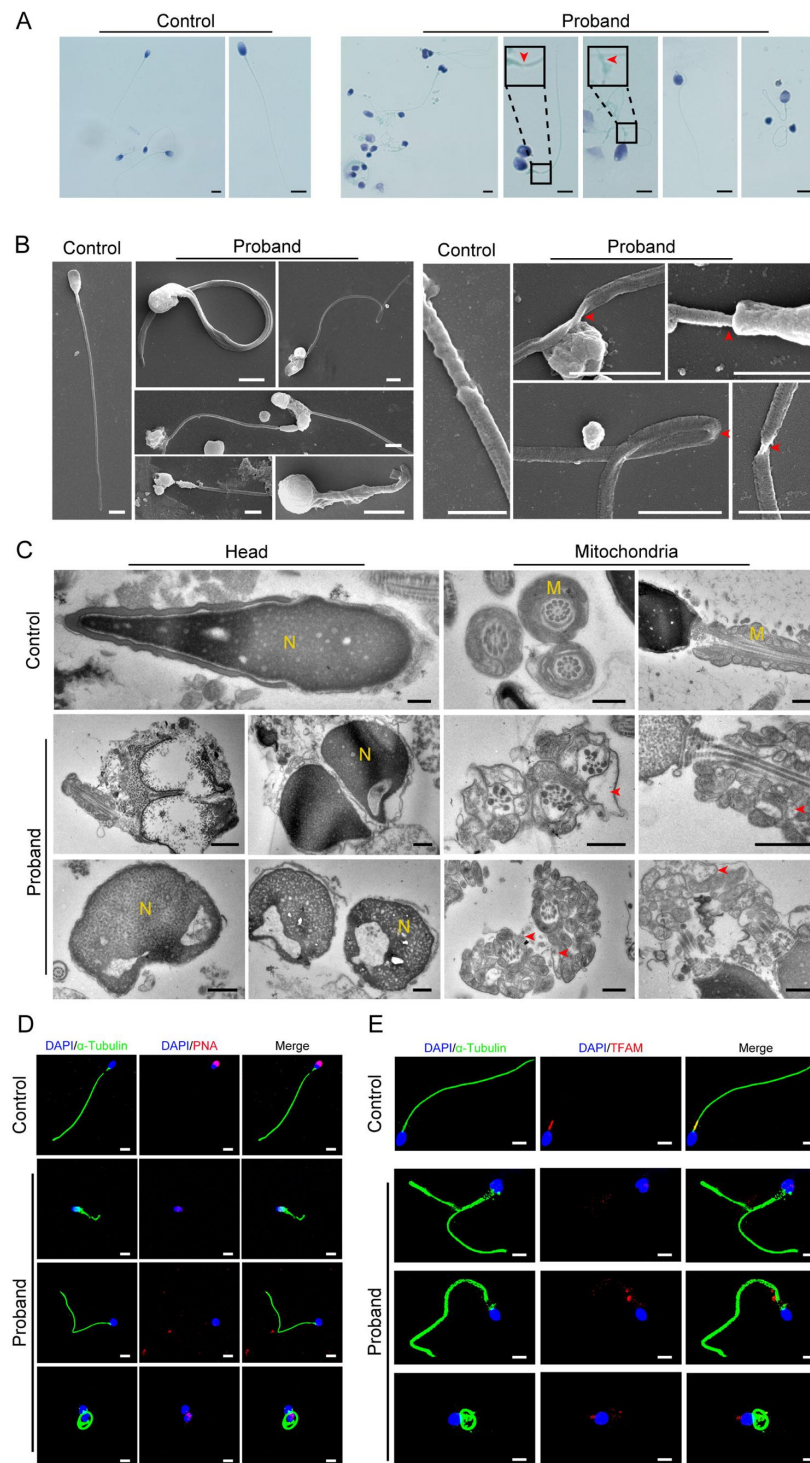 A
Control
Proband
B
Control
Proband
Control
Proband
C
Head
Mitochondria
Control
N
M
M
Proband
N
N
N
D
DAPI/α-Tubulin
DAPI/PNA
Merge
Control
Proband
E
DAPI/α-Tubulin
DAPI/TFAM
Merge
Control
Proband